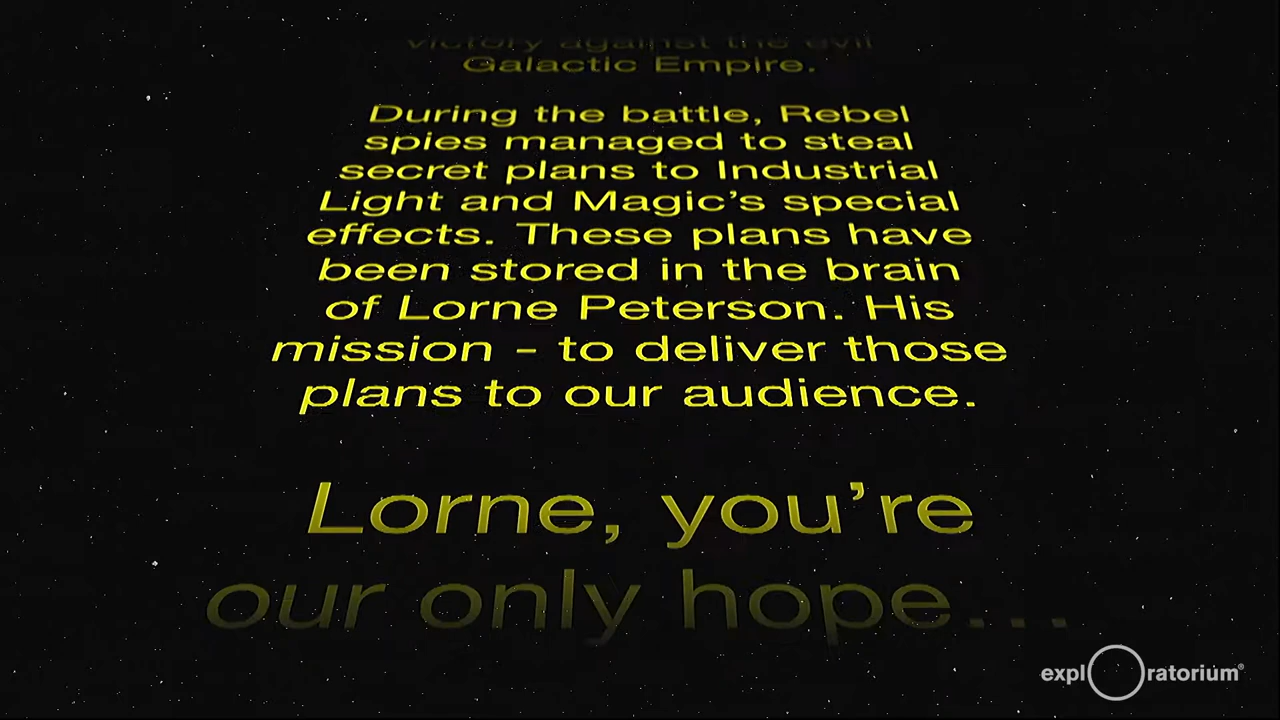 victory against the evil
Galactic Empire.
During the battle, Rebel
spies managed to steal
secret plans to Industrial
Light and Magic’s special
effects. These plans have
been stored in the brain
of Lorne Peterson. His
mission - to deliver those
plans to our audience.
Lorne, you’re
our only hope...
exploratorium®